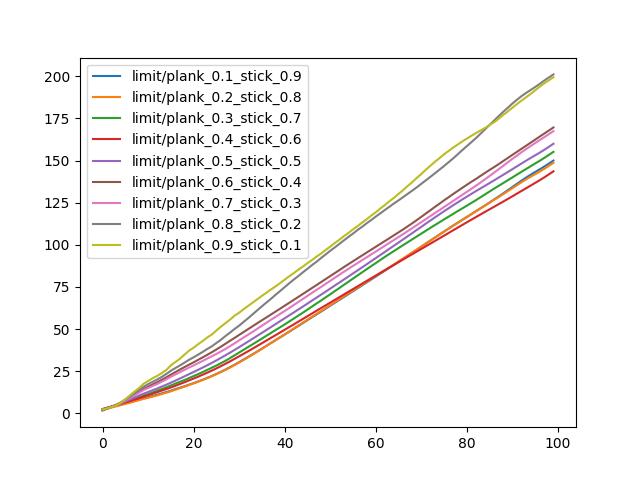 200
175
150
125
100
75
50
25
0
limit/plank_0.1_stick_0.9
limit/plank_0.2_stick_0.8
limit/plank_0.3_stick_0.7
limit/plank_0.4_stick_0.6
limit/plank_0.5_stick_0.5
limit/plank_0.6_stick_0.4
limit/plank_0.7_stick_0.3
limit/plank_0.8_stick_0.2
limit/plank_0.9_stick_0.1
0 20 40 60 80 100